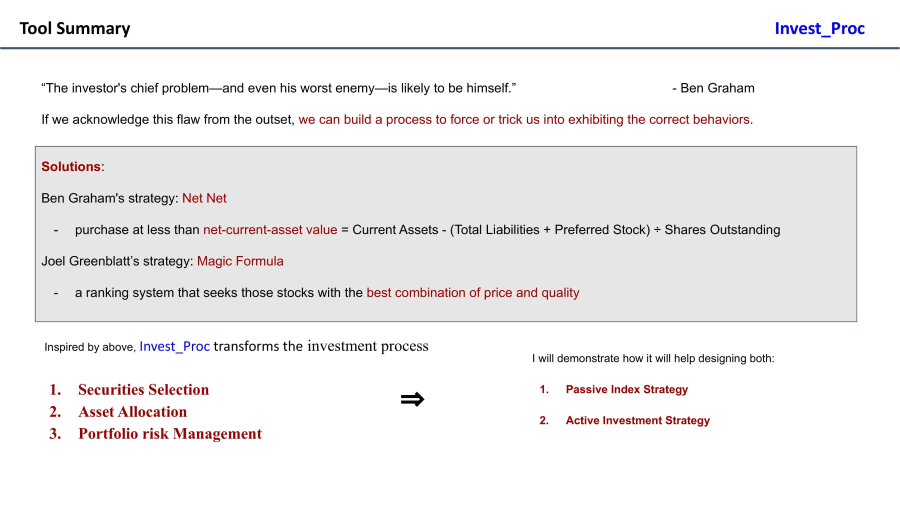 Tool Summary
Invest_Proc
“The investor's chief problem—and even his worst enemy—is likely to be himself.” - Ben Graham
If we acknowledge this flaw from the outset, we can build a process to force or trick us into exhibiting the correct behaviors.
Solutions:
Ben Graham's strategy: Net Net
- purchase at less than net-current-asset value = Current Assets - (Total Liabilities + Preferred Stock) ÷ Shares Outstanding
Joel Greenblatt’s strategy: Magic Formula
- a ranking system that seeks those stocks with the best combination of price and quality
Inspired by above, Invest_Proc transforms the investment process
1. Securities Selection
2. Asset Allocation
3. Portfolio risk Management
⇒
I will demonstrate how it will help designing both:
1. Passive Index Strategy
2. Active Investment Strategy